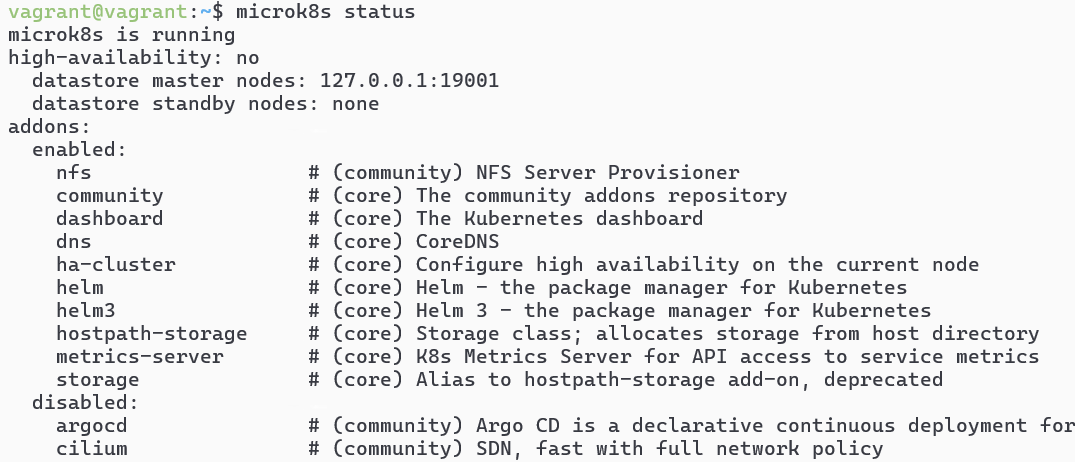 vagrant@vagrant:~$ microk8s status
microk8s is running
high-availability: no
  datastore master nodes: 127.0.0.1:19001
  datastore standby nodes: none
addons:
  enabled:
    nfs                  # (community) NFS Server Provisioner
    community            # (core) The community addons repository
    dashboard            # (core) The Kubernetes dashboard
    dns                  # (core) CoreDNS
    ha-cluster           # (core) Configure high availability on the current node
    helm                 # (core) Helm - the package manager for Kubernetes
    helm3                # (core) Helm 3 - the package manager for Kubernetes
    hostpath-storage     # (core) Storage class; allocates storage from host directory
    metrics-server       # (core) K8s Metrics Server for API access to service metrics
    storage              # (core) Alias to hostpath-storage add-on, deprecated
  disabled:
    argocd               # (community) Argo CD is a declarative continuous deployment for
    cilium               # (community) SDN, fast with full network policy